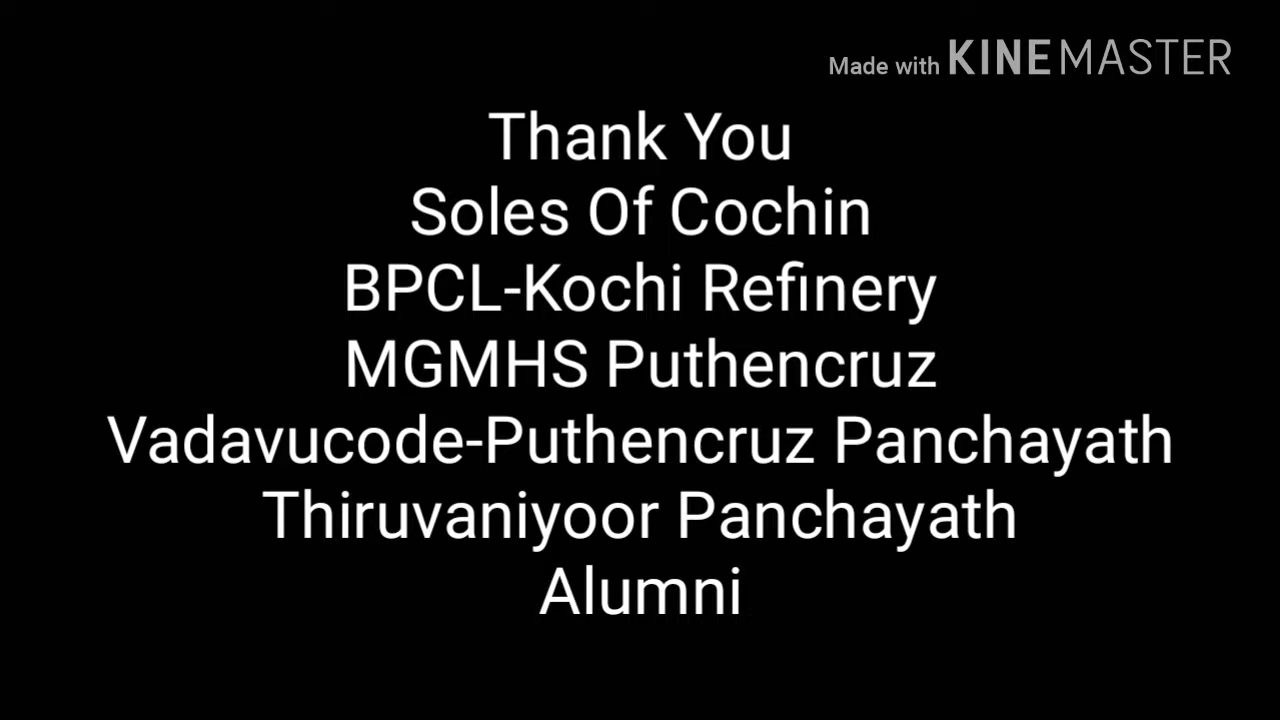 Made with KINEMASTER
Thank You
Soles Of Cochin
BPCL-Kochi Refinery
MGMHS Puthencruz
Vadavucode-Puthencruz Panchayath
Thiruvaniyoor Panchayath
Alumni